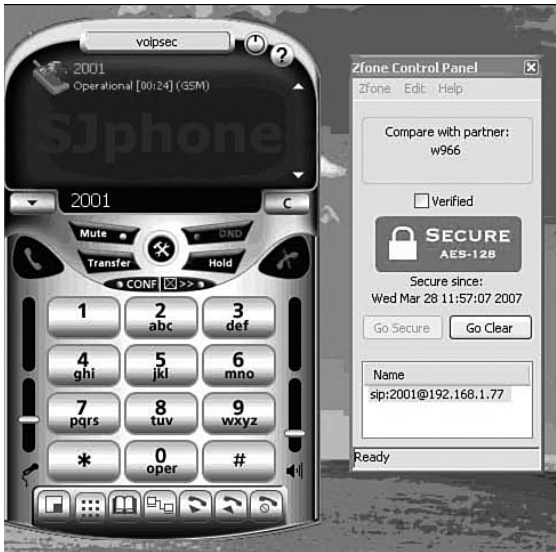 voipsec
?
2001
Operational [00:24] (GSM)
SJphone
2001
C
Mute
DND
Transfer
Hold
CONF >>
1
2
abc
3
def
4
ghi
5
jkl
6
mno
7
pqrs
8
tuv
9
wxyz
*
0
oper
#
Zfone Control Panel
Zfone Edit Help
Compare with partner:
w966
Verified
SECURE
AES-128
Secure since:
Wed Mar 28 11:57:07 2007
Go Secure Go Clear
Name
sip:2001@192.168.1.77
Ready